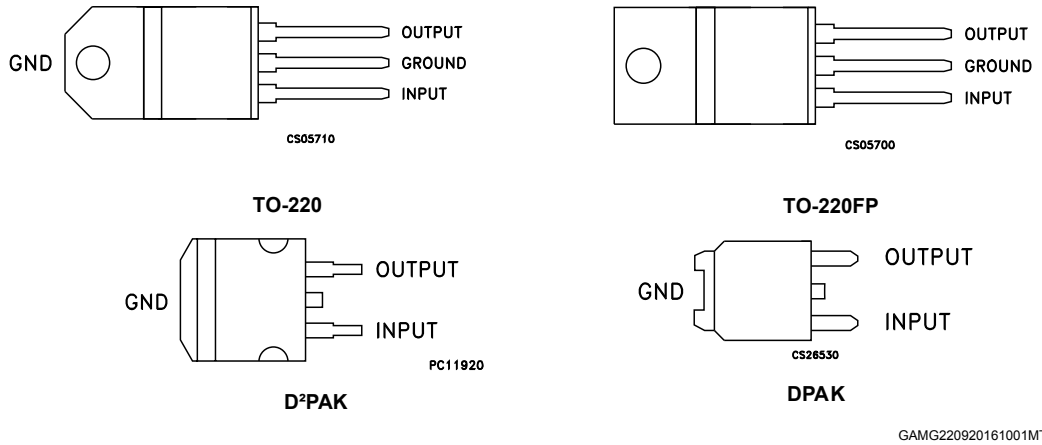 GND
OUTPUT
GROUND
INPUT
CS05710
TO-220
OUTPUT
GROUND
INPUT
CS05700
TO-220FP
GND
OUTPUT
INPUT
PC11920
D²PAK
GND
OUTPUT
INPUT
CS26530
DPAK
GAMG220920161001MT